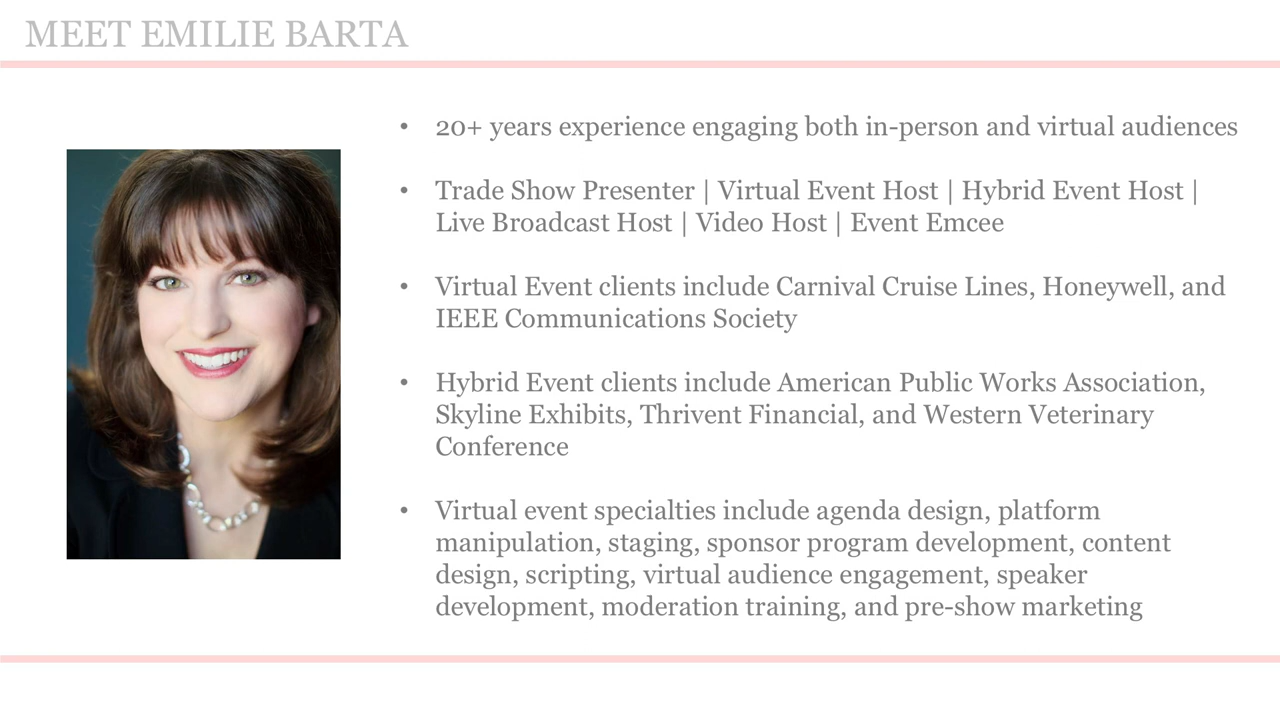 MEET EMILIE BARTA
• 20+ years experience engaging both in-person and virtual audiences
• Trade Show Presenter | Virtual Event Host | Hybrid Event Host |
Live Broadcast Host | Video Host | Event Emcee
• Virtual Event clients include Carnival Cruise Lines, Honeywell, and
IEEE Communications Society
• Hybrid Event clients include American Public Works Association,
Skyline Exhibits, Thrivent Financial, and Western Veterinary
Conference
• Virtual event specialties include agenda design, platform
manipulation, staging, sponsor program development, content
design, scripting, virtual audience engagement, speaker
development, moderation training, and pre-show marketing